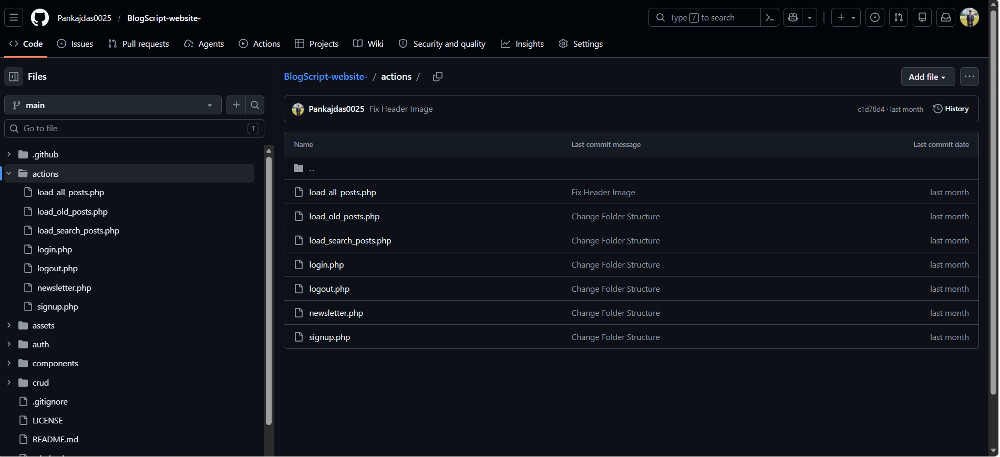 Pankajdas0025 / BlogScript-website-
Type / to search
Code Issues Pull requests Agents Actions Projects Wiki Security and quality Insights Settings
Files
main
Go to file T
.github
actions
load_all_posts.php
load_old_posts.php
load_search_posts.php
login.php
logout.php
newsletter.php
signup.php
assets
auth
components
crud
.gitignore
LICENSE
README.md
BlogScript-website- / actions /
Add file
Pankajdas0025 Fix Header Image c1d78d4 · last month History
Name Last commit message Last commit date
..
load_all_posts.php Fix Header Image last month
load_old_posts.php Change Folder Structure last month
load_search_posts.php Change Folder Structure last month
login.php Change Folder Structure last month
logout.php Change Folder Structure last month
newsletter.php Change Folder Structure last month
signup.php Change Folder Structure last month